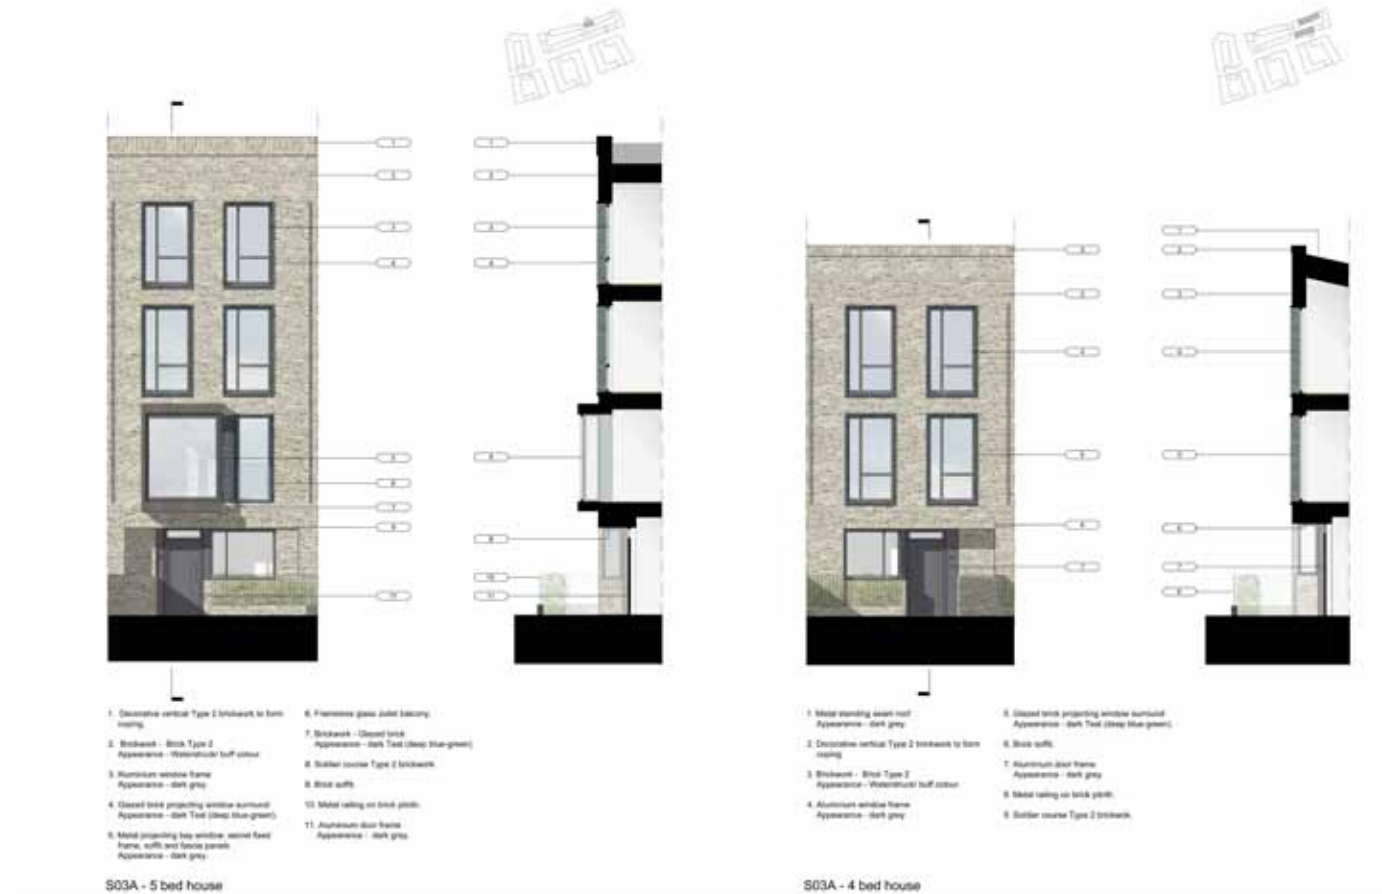 1. Decorative vertical Type 2 brickwork to form
coping.
2. Brickwork - Brick Type 2
Appearance - Waterstruck/ buff colour.
3. Aluminium window frame
Appearance - dark grey.
4. Glazed brick projecting window surround
Appearance - dark Teal (deep blue-green).
5. Metal projecting bay window, secret fixed
frame, soffit and fascia panels
Appearance - dark grey.
6. Frameless glass juliet balcony.
7. Brickwork - Glazed brick
Appearance - dark Teal (deep blue-green)
8. Soldier course Type 2 brickwork.
9. Brick soffit.
10. Metal railing on brick plinth.
11. Aluminium door frame
Appearance - dark grey.
S03A - 5 bed house
1. Metal standing seam roof
Appearance - dark grey.
2. Decorative vertical Type 2 brickwork to form
coping
3. Brickwork - Brick Type 2
Appearance - Waterstruck/ buff colour.
4. Aluminium window frame
Appearance - dark grey
5. Glazed brick projecting window surround
Appearance - dark Teal (deep blue-green)
6. Brick soffit.
7. Aluminium door frame
Appearance - dark grey
8. Metal railing on brick plinth.
9. Soldier course Type 2 brickwork.
S03A - 4 bed house